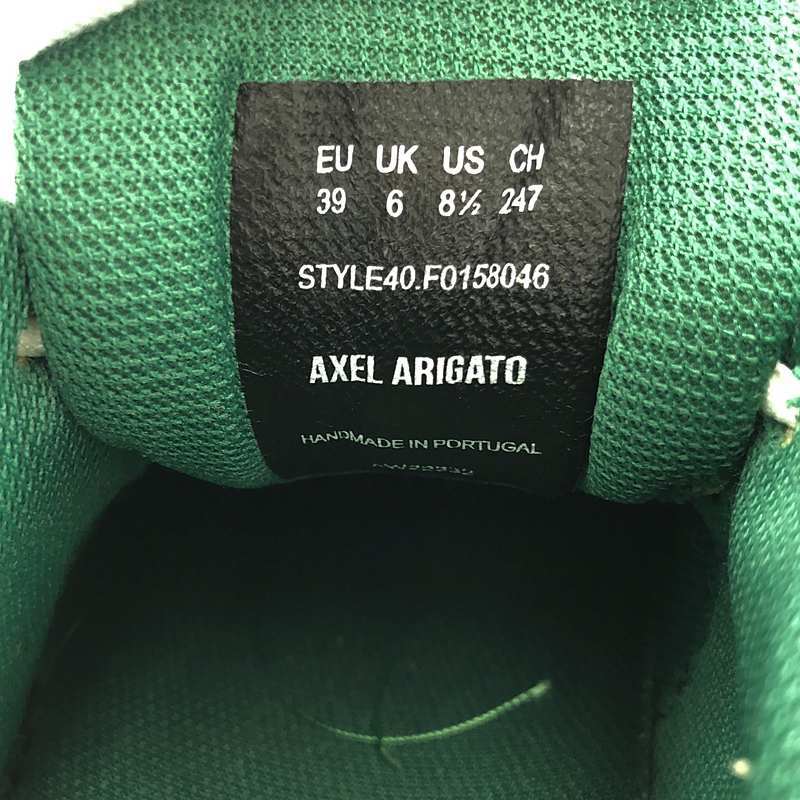 EU UK US CH
39 6 8½ 247
STYLE40.F0158046
AXEL ARIGATO
HANDMADE IN PORTUGAL